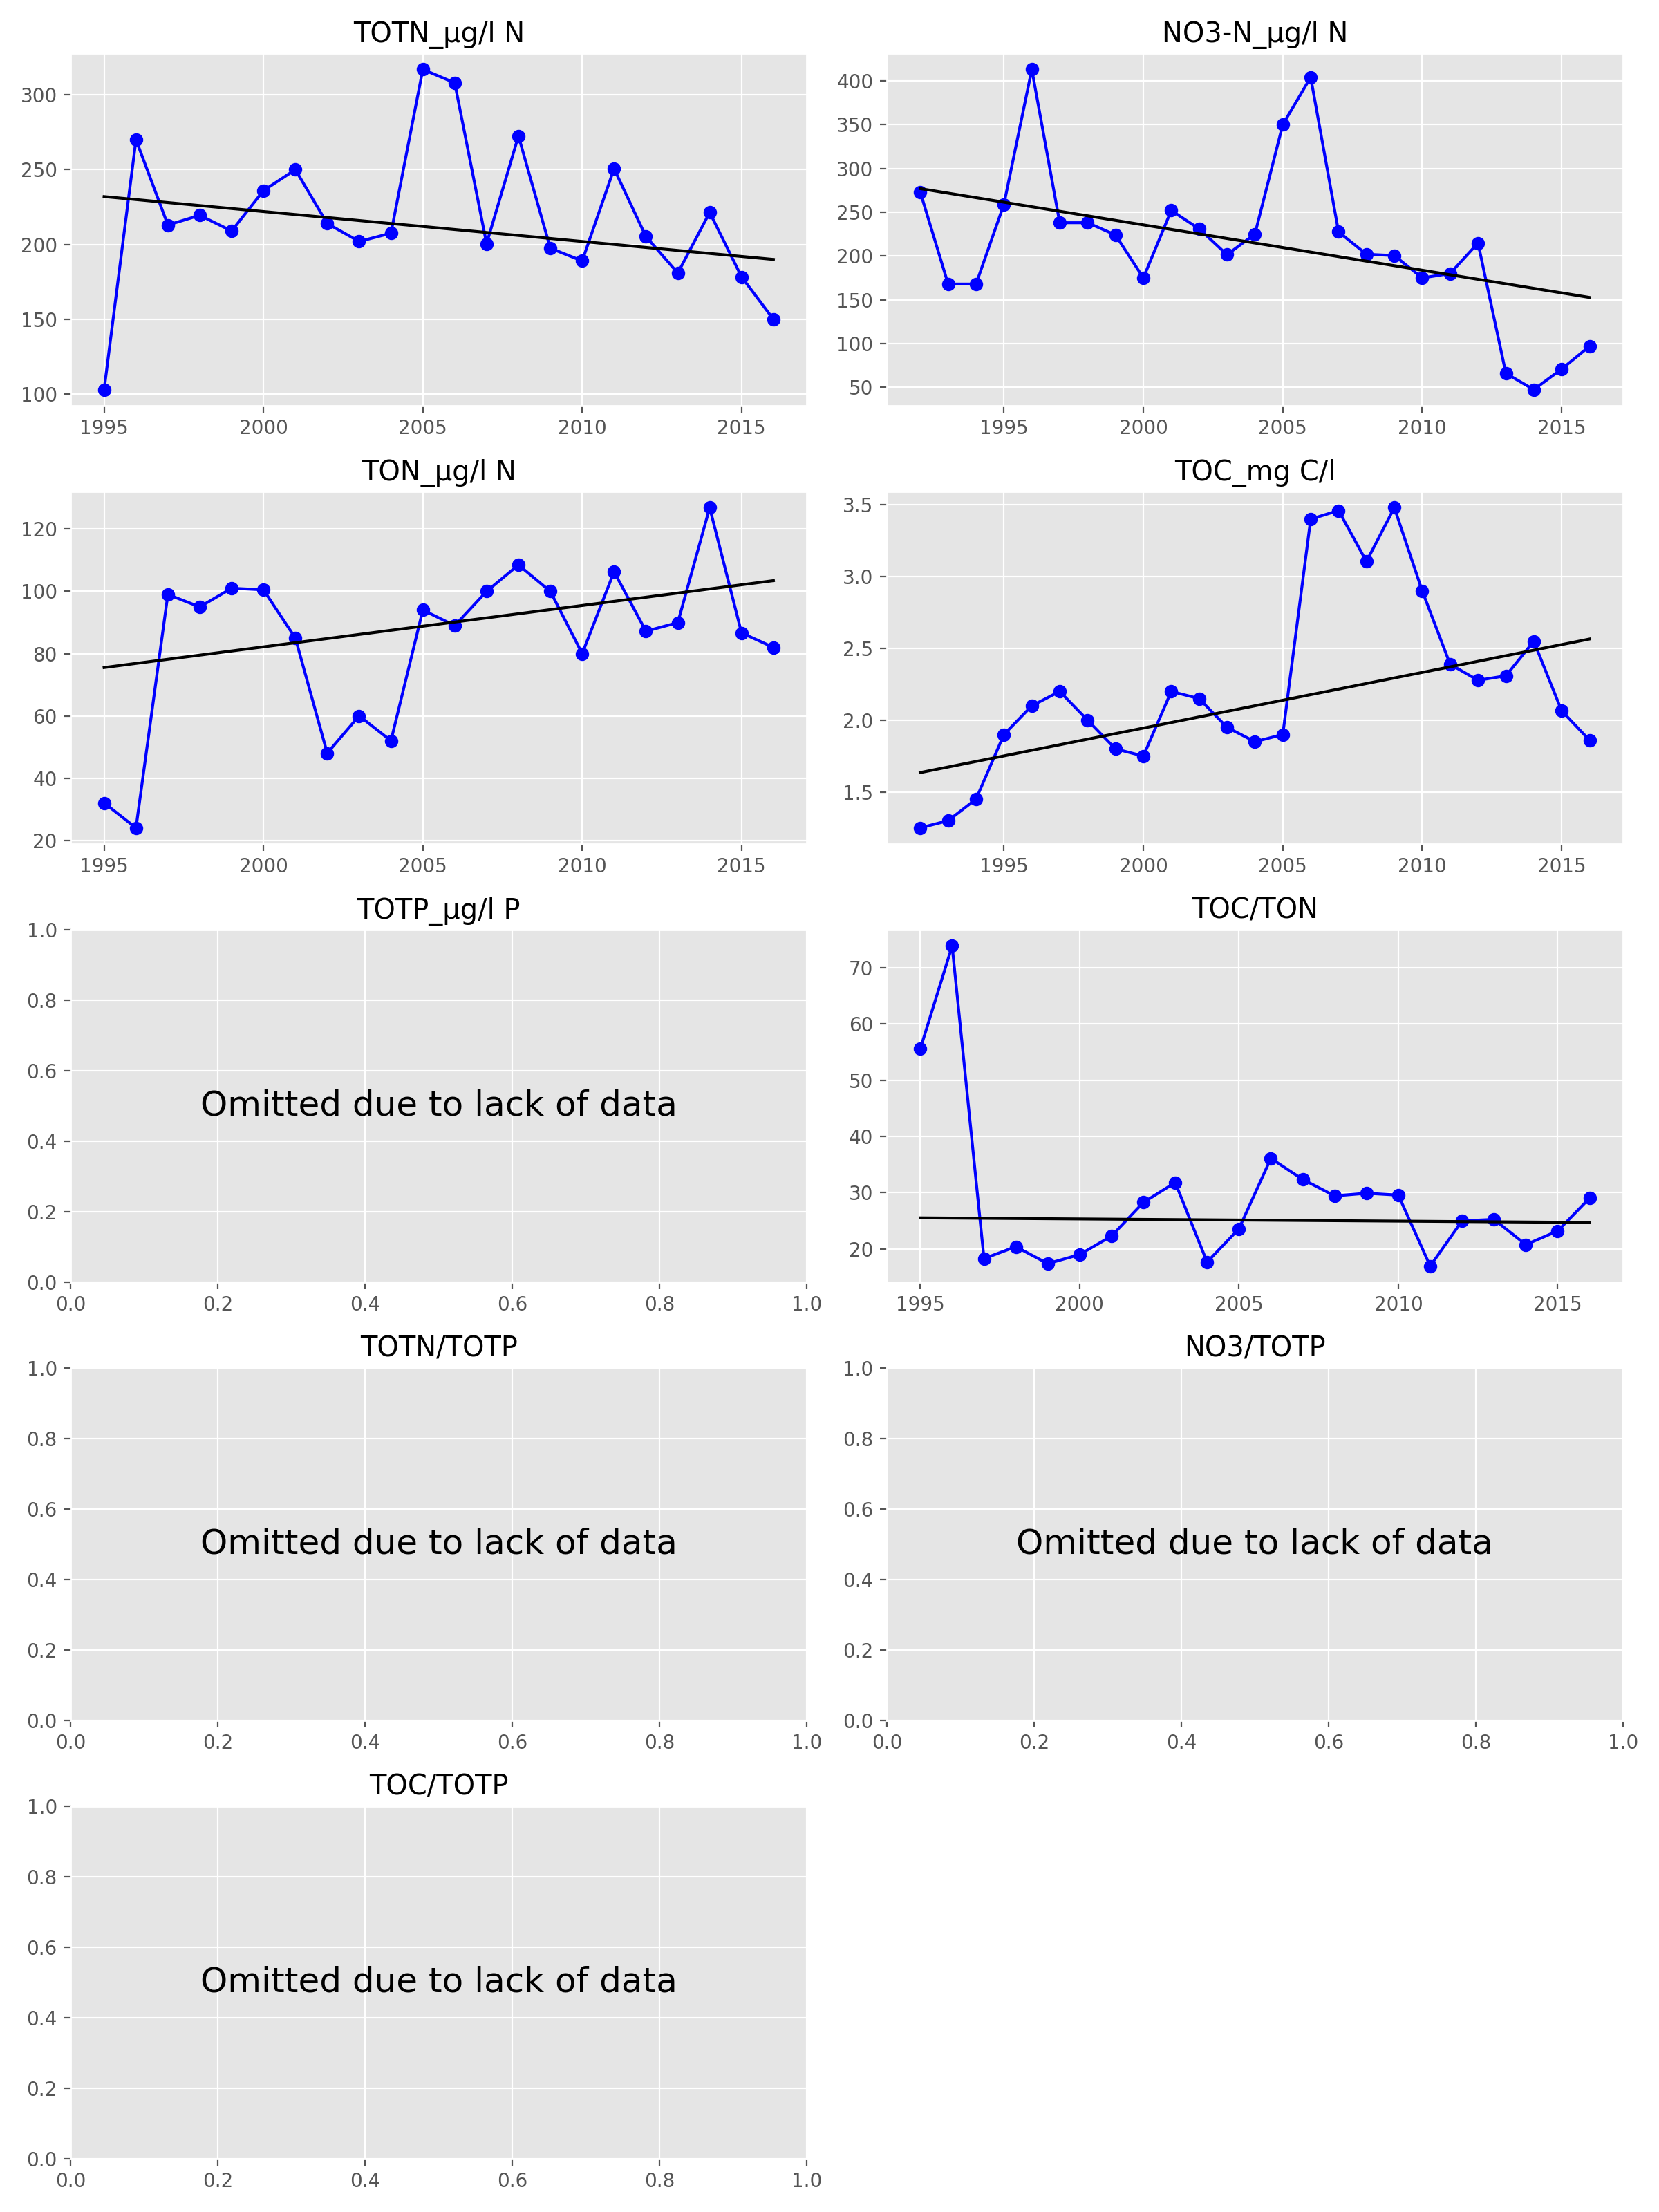 TOTN_µg/l N
300
250
200
150
100
1995 2000 2005 2010 2015
NO3-N_µg/l N
400
350
300
250
200
150
100
50
1995 2000 2005 2010 2015
TON_µg/l N
120
100
80
60
40
20
1995 2000 2005 2010 2015
TOC_mg C/l
3.5
3.0
2.5
2.0
1.5
1995 2000 2005 2010 2015
TOTP_µg/l P
1.0
0.8
0.6
Omitted due to lack of data
0.4
0.2
0.0
0.0 0.2 0.4 0.6 0.8 1.0
TOC/TON
70
60
50
40
30
20
1995 2000 2005 2010 2015
TOTN/TOTP
1.0
0.8
0.6
Omitted due to lack of data
0.4
0.2
0.0
0.0 0.2 0.4 0.6 0.8 1.0
NO3/TOTP
1.0
0.8
0.6
Omitted due to lack of data
0.4
0.2
0.0
0.0 0.2 0.4 0.6 0.8 1.0
TOC/TOTP
1.0
0.8
0.6
Omitted due to lack of data
0.4
0.2
0.0
0.0 0.2 0.4 0.6 0.8 1.0